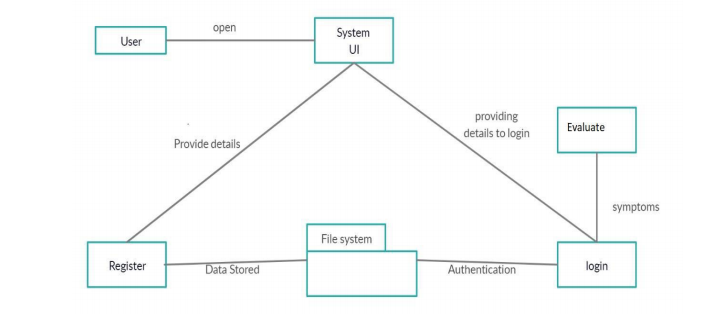 open
User
System
UI
providing
details to login
Evaluate
Provide details
symptoms
File system
Register
Data Stored
Authentication
login